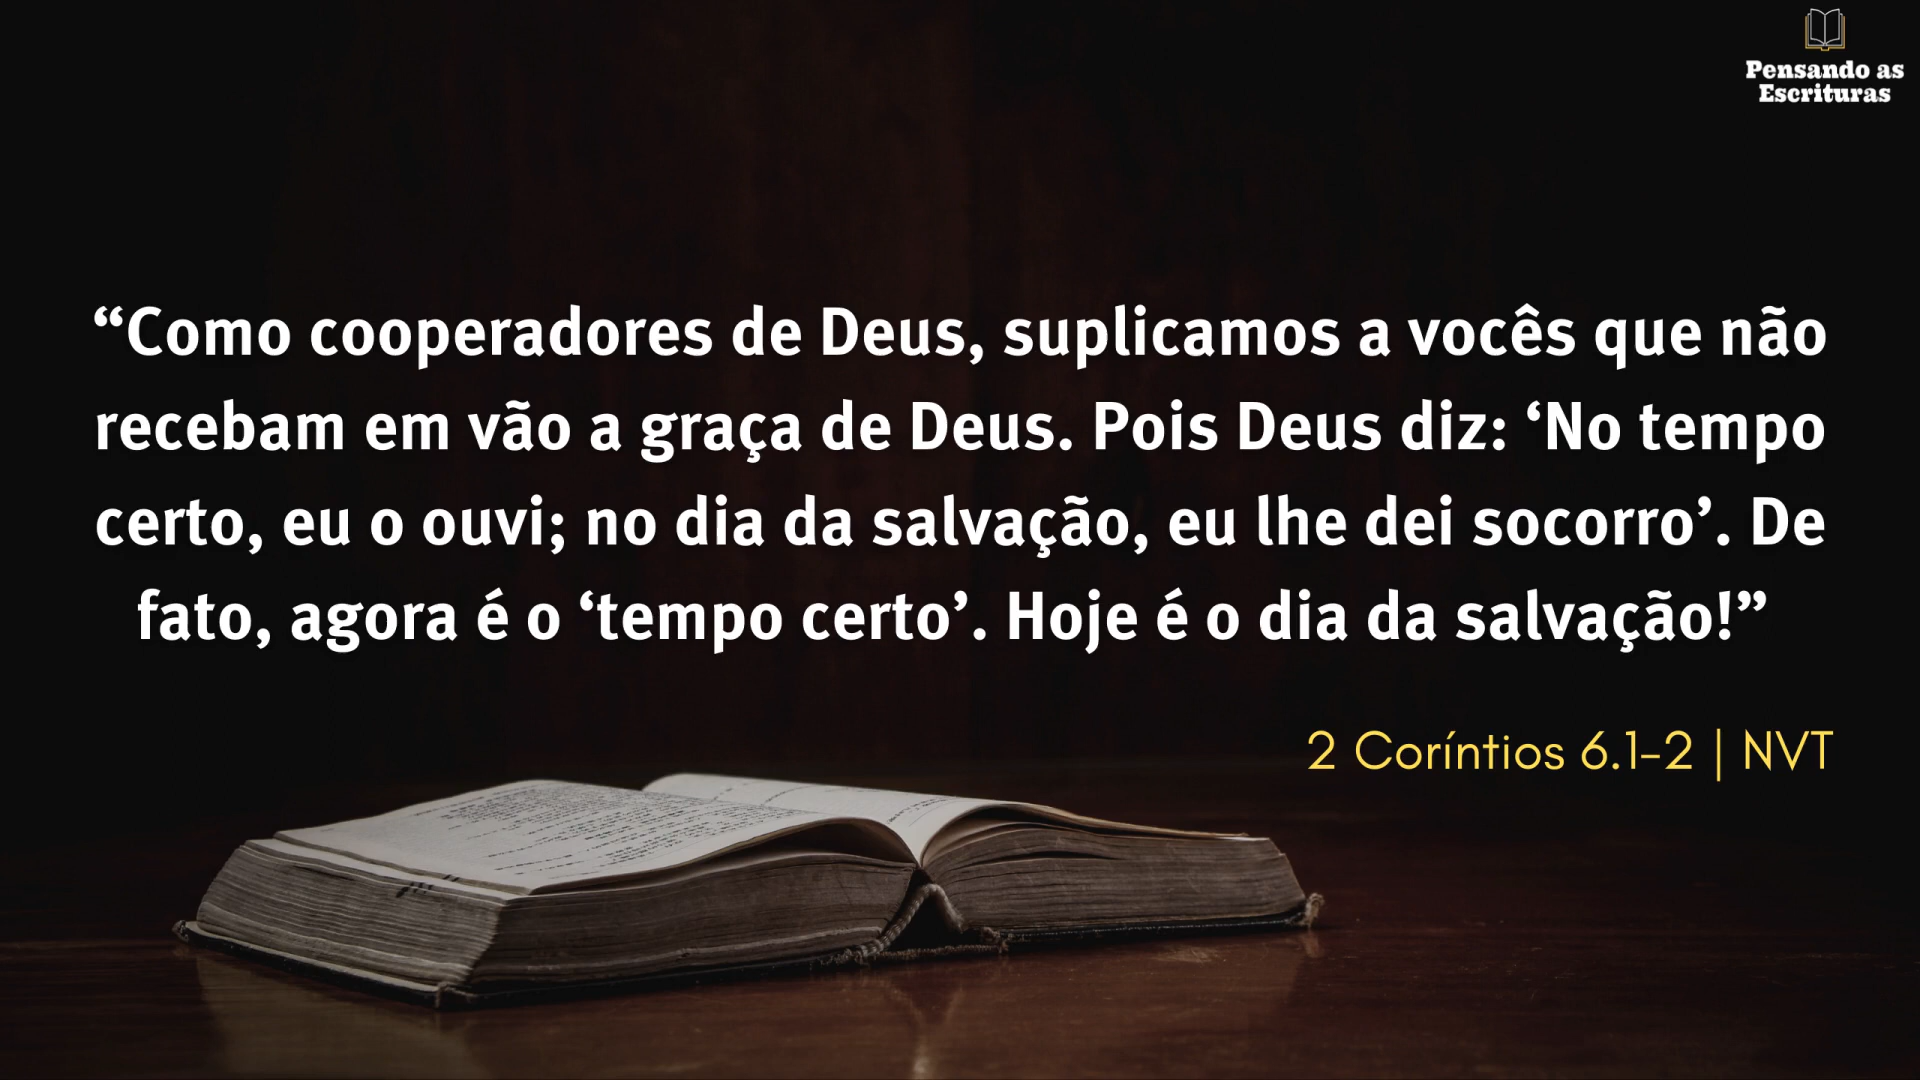 Pensando as
Escrituras
“Como cooperadores de Deus, suplicamos a vocês que não
recebam em vão a graça de Deus. Pois Deus diz: ‘No tempo
certo, eu o ouvi; no dia da salvação, eu lhe dei socorro’. De
fato, agora é o ‘tempo certo’. Hoje é o dia da salvação!”
2 Coríntios 6.1-2 | NVT